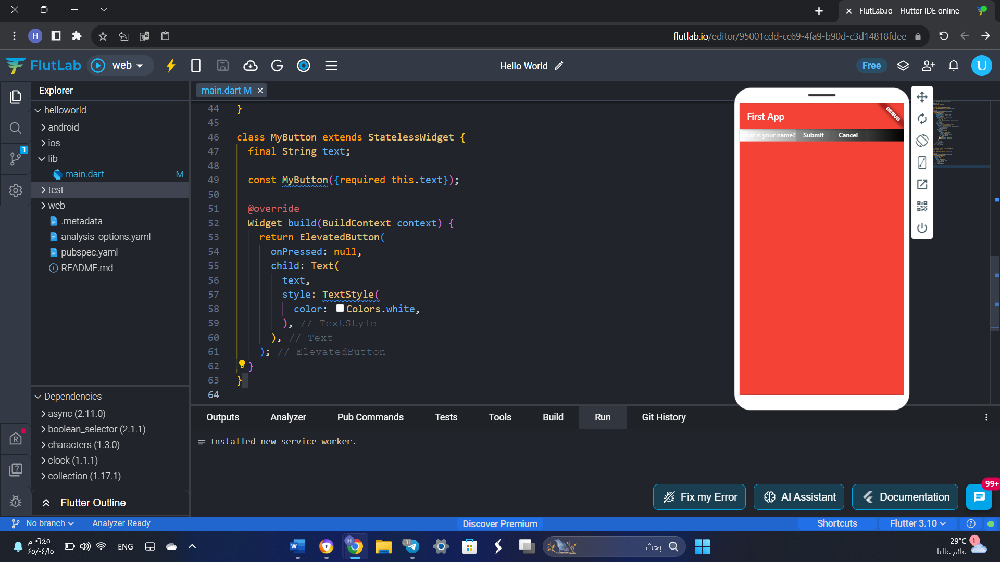 FlutLab.io - Flutter IDE online
H
flutlab.io/editor/95001cdd-cc69-4fa9-b90d-c3d14818fdee
FlutLab
web
Hello World
Free
U
Explorer
helloworld
android
ios
lib
main.dart M
test
web
.metadata
analysis_options.yaml
pubspec.yaml
README.md
1
Dependencies
async (2.11.0)
boolean_selector (2.1.1)
characters (1.3.0)
clock (1.1.1)
collection (1.17.1)
Flutter Outline
main.dart M
44 }
45
46 class MyButton extends StatelessWidget {
47 final String text;
48
49 const MyButton({required this.text});
50
51 @override
52 Widget build(BuildContext context) {
53 return ElevatedButton(
54 onPressed: null,
55 child: Text(
56 text,
57 style: TextStyle(
58 color: Colors.white,
59 ), // TextStyle
60 ), // Text
61 ); // ElevatedButton
62 }
63 }
64
First App
DEBUG
is your name? Submit Cancel
Outputs Analyzer Pub Commands Tests Tools Build Run Git History
Installed new service worker.
Fix my Error
AI Assistant
Documentation
99+
No branch
Analyzer Ready
Discover Premium
Shortcuts
Flutter 3.10
٠٦:٤٥ م
٤٥/٠٤/١٥
ENG
بحث
29°C
غائم غالبًا
1